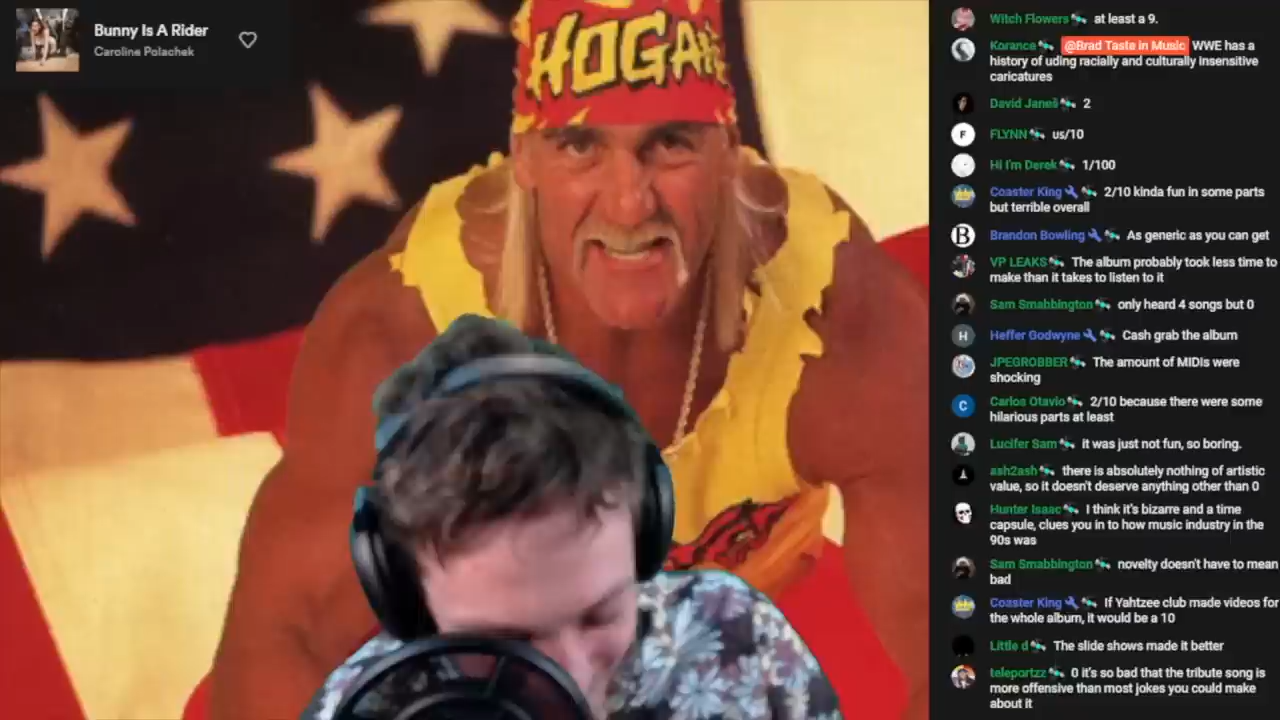 Bunny Is A Rider
Caroline Polachek
HOGAN
Witch Flowers at least a 9.
Korance @Brad Taste in Music WWE has a
history of uding racially and culturally insensitive
caricatures
David Janeš 2
FLYNN us/10
Hi I'm Derek 1/100
Coaster King 2/10 kinda fun in some parts
but terrible overall
Brandon Bowling As generic as you can get
VP LEAKS The album probably took less time to
make than it takes to listen to it
Sam Smabbington only heard 4 songs but 0
Heffer Godwyne Cash grab the album
JPEGROBBER The amount of MIDIs were
shocking
Carlos Otavio 2/10 because there were some
hilarious parts at least
Lucifer Sam it was just not fun, so boring.
ash2ash there is absolutely nothing of artistic
value, so it doesn't deserve anything other than 0
Hunter Isaac I think it's bizarre and a time
capsule, clues you in to how music industry in the
90s was
Sam Smabbington novelty doesn't have to mean
bad
Coaster King If Yahtzee club made videos for
the whole album, it would be a 10
Little d The slide shows made it better
teleportzz 0 it's so bad that the tribute song is
more offensive than most jokes you could make
about it